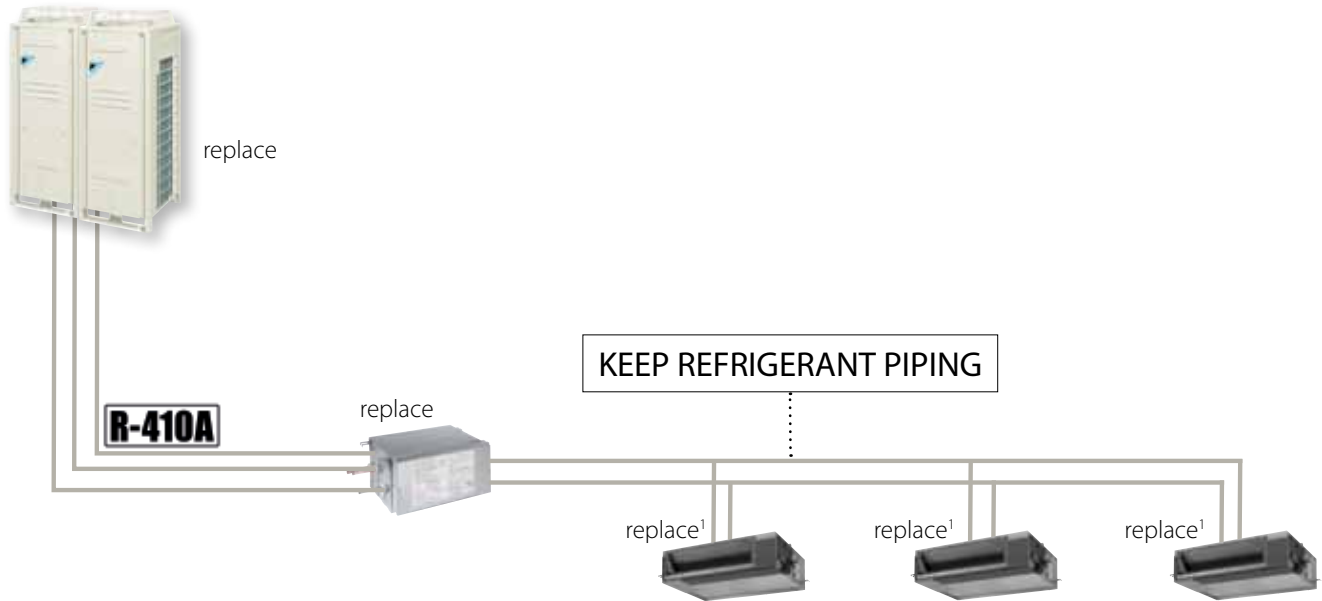 replace
KEEP REFRIGERANT PIPING
replace
R-410A
replace¹
replace¹
replace¹